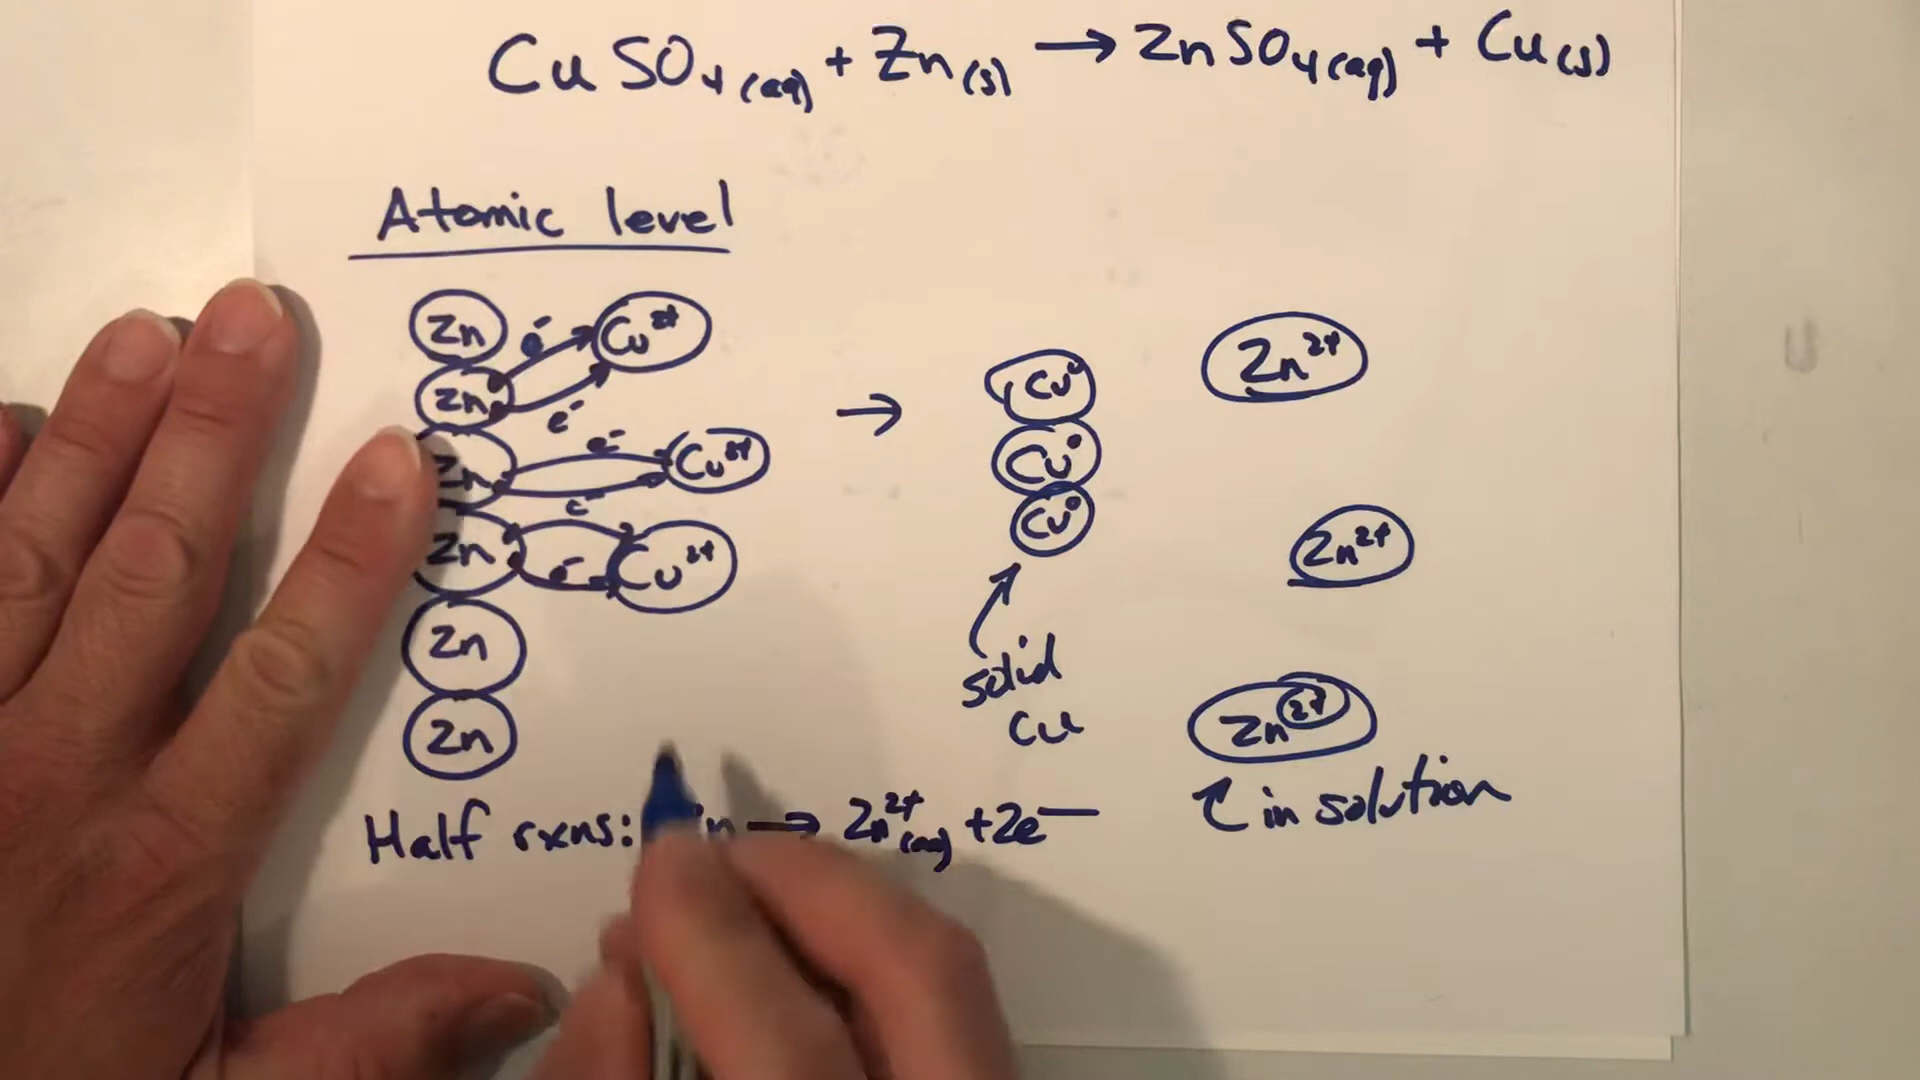 CuSO4(aq) + Zn(s) → ZnSO4(aq) + Cu(s)
Atomic level
Zn e- Cu2+
Zn e-
Zn e- e- Cu2+
Zn e- Cu2+
Zn
Zn
→
Cu0
Cu0
Cu0
solid
Cu
Zn2+
Zn2+
Zn2+
in solution
Half rxns: Zn → Zn2+(aq) + 2e-